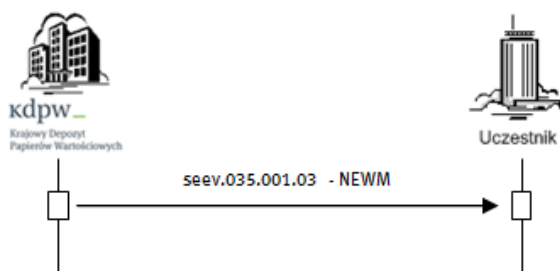 kdpw_
Krajowy Depozyt
Papierów Wartościowych
Uczestnik
seev.035.001.03 - NEWM